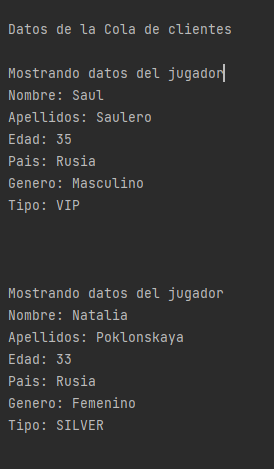 Datos de la Cola de clientes
Mostrando datos del jugador
Nombre: Saul
Apellidos: Saulero
Edad: 35
Pais: Rusia
Genero: Masculino
Tipo: VIP
Mostrando datos del jugador
Nombre: Natalia
Apellidos: Poklonskaya
Edad: 33
Pais: Rusia
Genero: Femenino
Tipo: SILVER